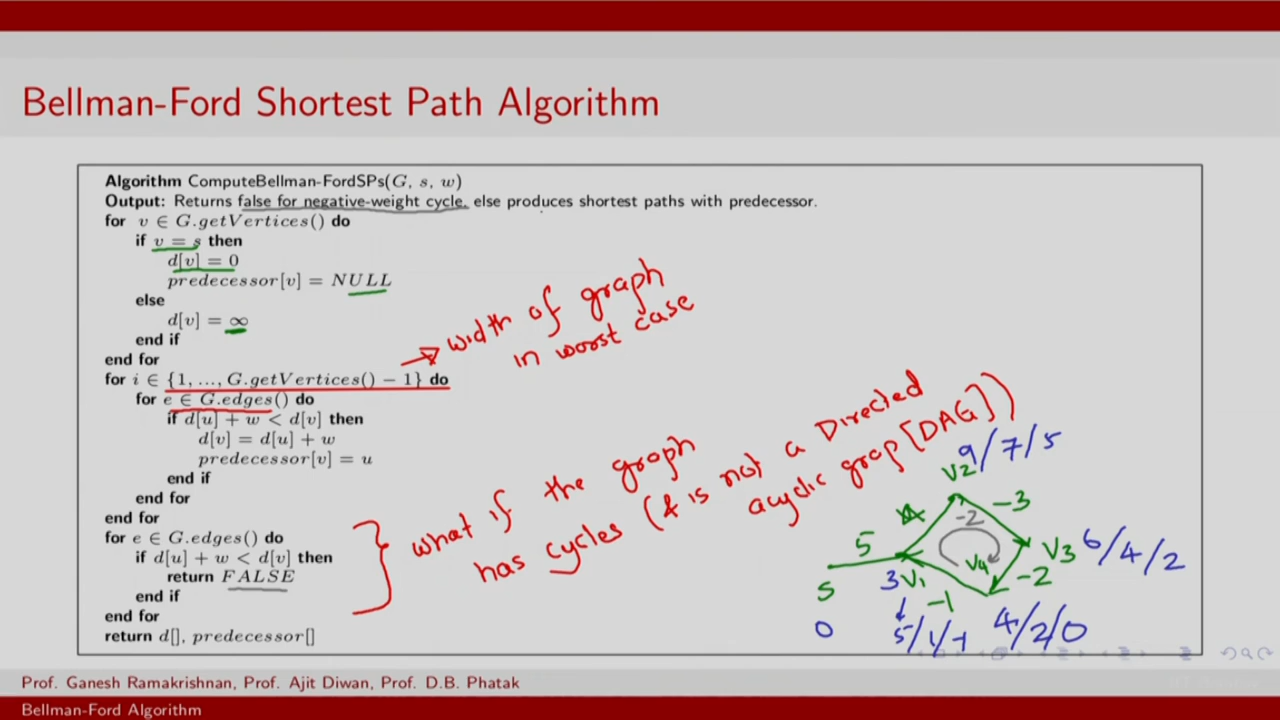 Bellman-Ford Shortest Path Algorithm
Algorithm ComputeBellman-FordSPs(G, s, w)
Output: Returns false for negative-weight cycle, else produces shortest paths with predecessor.
for v ∈ G.getVertices() do
if v = s then
d[v] = 0
predecessor[v] = NULL
else
d[v] = ∞
end if
end for
for i ∈ {1, ..., G.getVertices() − 1} do
for e ∈ G.edges() do
if d[u] + w < d[v] then
d[v] = d[u] + w
predecessor[v] = u
end if
end for
end for
for e ∈ G.edges() do
if d[u] + w < d[v] then
return FALSE
end if
end for
return d[], predecessor[]
→ width of graph
in worst case
what if the graph
has cycles (& is not a Directed
acyclic grap[DAG])
9/7/5
V2
4
-3
-2
5
V3 6/4/2
V4
-2
S
3 V1
-1
0
5/1/-1
4/2/0
Prof. Ganesh Ramakrishnan, Prof. Ajit Diwan, Prof. D.B. Phatak
Bellman-Ford Algorithm